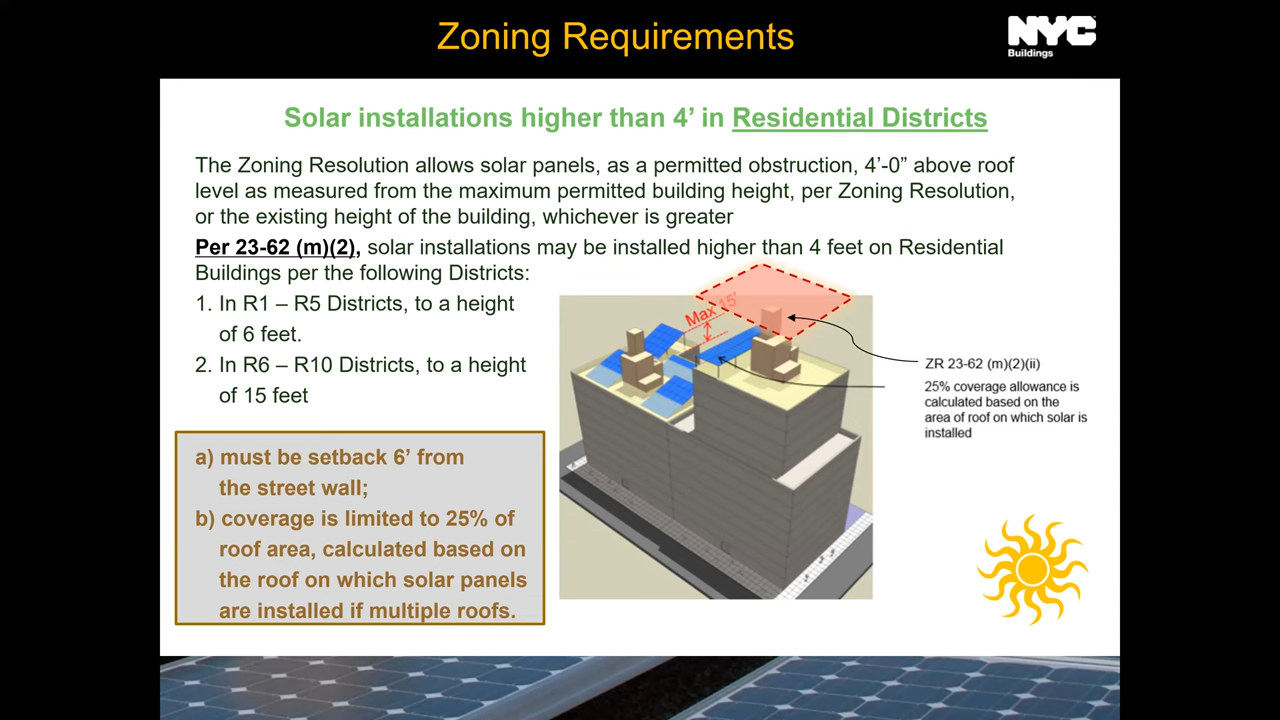 Zoning Requirements
NYC
Buildings
Solar installations higher than 4’ in Residential Districts
The Zoning Resolution allows solar panels, as a permitted obstruction, 4’-0” above roof
level as measured from the maximum permitted building height, per Zoning Resolution,
or the existing height of the building, whichever is greater
Per 23-62 (m)(2), solar installations may be installed higher than 4 feet on Residential
Buildings per the following Districts:
1. In R1 – R5 Districts, to a height
of 6 feet.
2. In R6 – R10 Districts, to a height
of 15 feet
a) must be setback 6’ from
the street wall;
b) coverage is limited to 25% of
roof area, calculated based on
the roof on which solar panels
are installed if multiple roofs.
Max 15'
ZR 23-62 (m)(2)(ii)
25% coverage allowance is
calculated based on the
area of roof on which solar is
installed